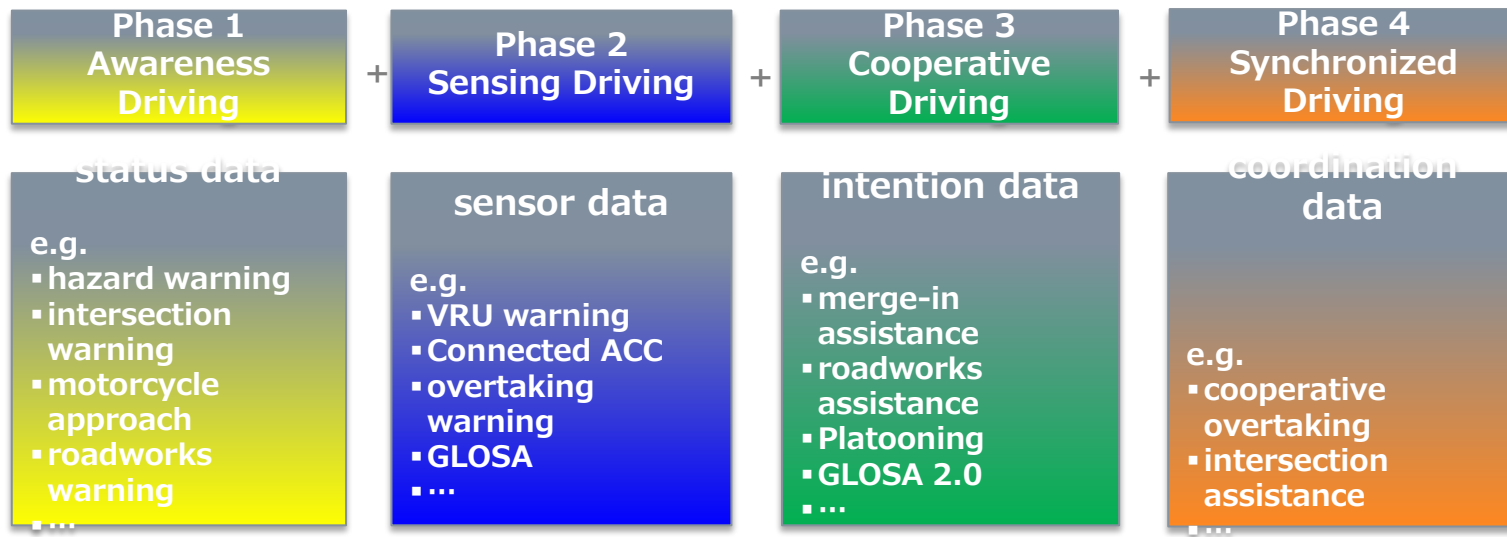 Phase 1
Awareness
Driving
+
Phase 2
Sensing Driving
+
Phase 3
Cooperative
Driving
+
Phase 4
Synchronized
Driving
status data
e.g.
▪hazard warning
▪intersection
warning
▪motorcycle
approach
▪roadworks
warning
▪…
sensor data
e.g.
▪VRU warning
▪Connected ACC
▪overtaking
warning
▪GLOSA
▪…
intention data
e.g.
▪merge-in
assistance
▪roadworks
assistance
▪Platooning
▪GLOSA 2.0
▪…
coordination
data
e.g.
▪cooperative
overtaking
▪intersection
assistance
▪…